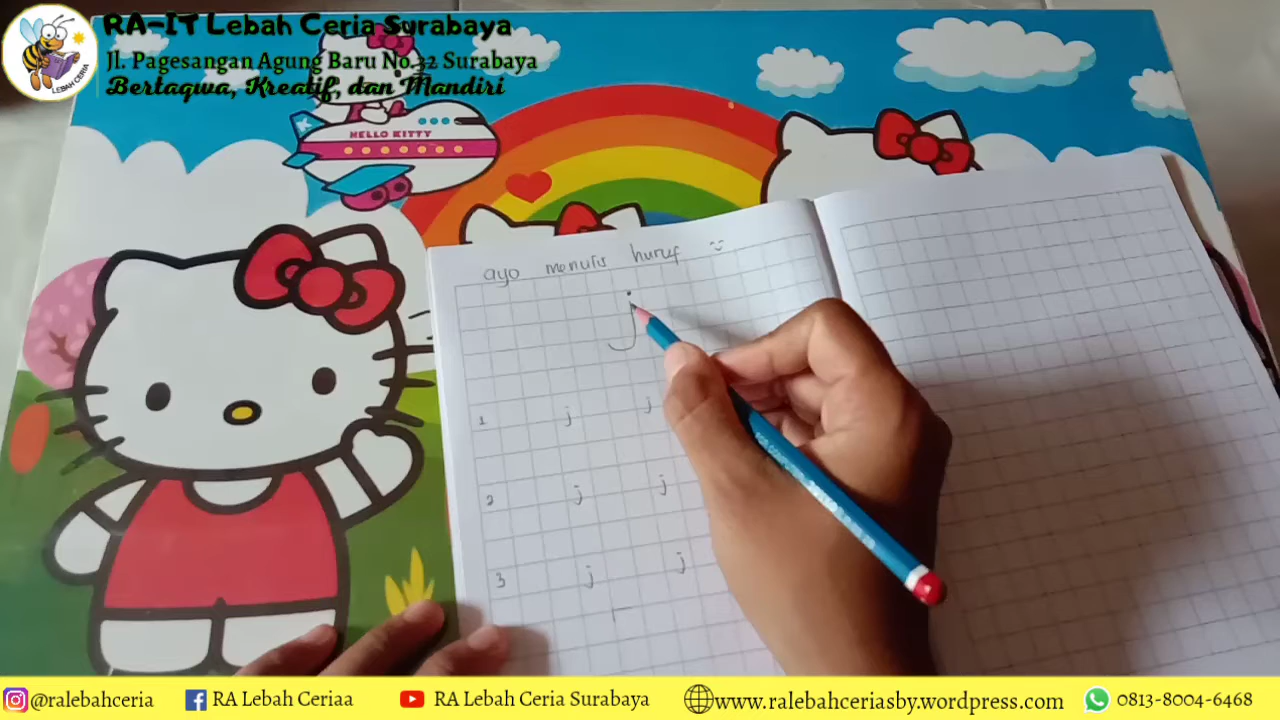 RA-IT Lebah Ceria Surabaya
Jl. Pagesangan Agung Baru No.32 Surabaya
Bertaqwa, Kreatif, dan Mandiri
LEBAH CERIA
HELLO KITTY
ayo menulis huruf
j
1 j j
2 j j
3 j j
@ralebahceria
RA Lebah Ceriaa
RA Lebah Ceria Surabaya
www.ralebahceriasby.wordpress.com
0813-8004-6468